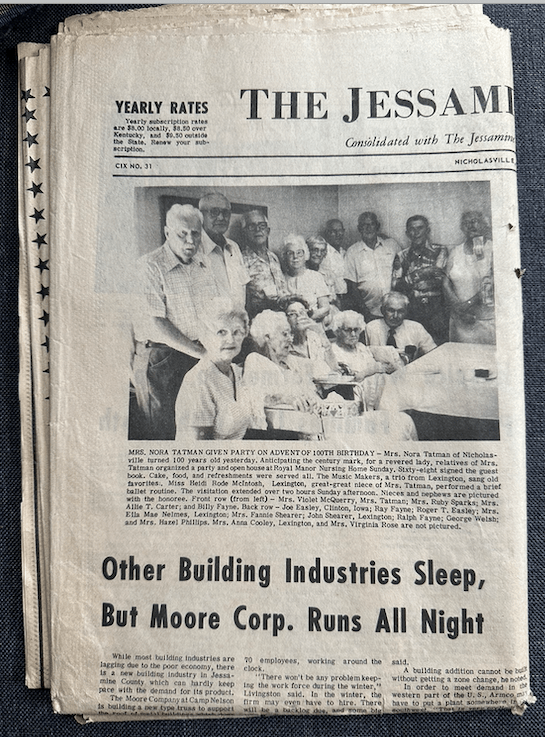 YEARLY RATES
Yearly subscription rates
are $8.00 locally, $8.50 over
Kentucky, and $9.50 outside
the State. Renew your sub-
scription.
THE JESSAMI
Consolidated with The Jessamine
CIX NO. 31
NICHOLASVILLE
MRS. NORA TATMAN GIVEN PARTY ON ADVENT OF 100TH BIRTHDAY – Mrs. Nora Tatman of Nicholas-
ville turned 100 years old yesterday. Anticipating the century mark, for a revered lady, relatives of Mrs.
Tatman organized a party and open house at Royal Manor Nursing Home Sunday. Sixty-eight signed the guest
book. Cake, food, and refreshments were served all. The Music Makers, a trio from Lexington, sang old
favorites. Miss Heidi Rode McIntosh, Lexington, great-great niece of Mrs. Tatman, performed a brief
ballet routine. The visitation extended over two hours Sunday afternoon. Nieces and nephews are pictured
with the honoree. Front row (from left) – Mrs. Violet McQuerry, Mrs. Tatman; Mrs. Ruby Sparks; Mrs.
Allie T. Carter; and Billy Fayne. Back row – Joe Easley, Clinton, Iowa; Ray Fayne; Roger T. Easley; Mrs.
Ella Mae Nelmes, Lexington; Mrs. Fannie Shearer; John Shearer, Lexington; Ralph Fayne; George Welsh;
and Mrs. Hazel Phillips. Mrs. Anna Cooley, Lexington, and Mrs. Virginia Rose are not pictured.
Other Building Industries Sleep,
But Moore Corp. Runs All Night
While most building industries are
lagging due to the poor economy, there
is a new building industry in Jessa-
mine County which can hardly keep
pace with the demand for its product.
The Moore Company at Camp Nelson
is building a new type truss to support
70 employees, working around the
clock.
"There won't be any problem keep-
ing the work force during the winter,"
Livingston said. In the winter, the
firm may even have to hire. There
will be a backlog due, and some
said.
A building addition cannot be
without getting a zone change, he noted.
In order to meet demand in the
western part of the U.S., Armco
have to put a plant somewhere in